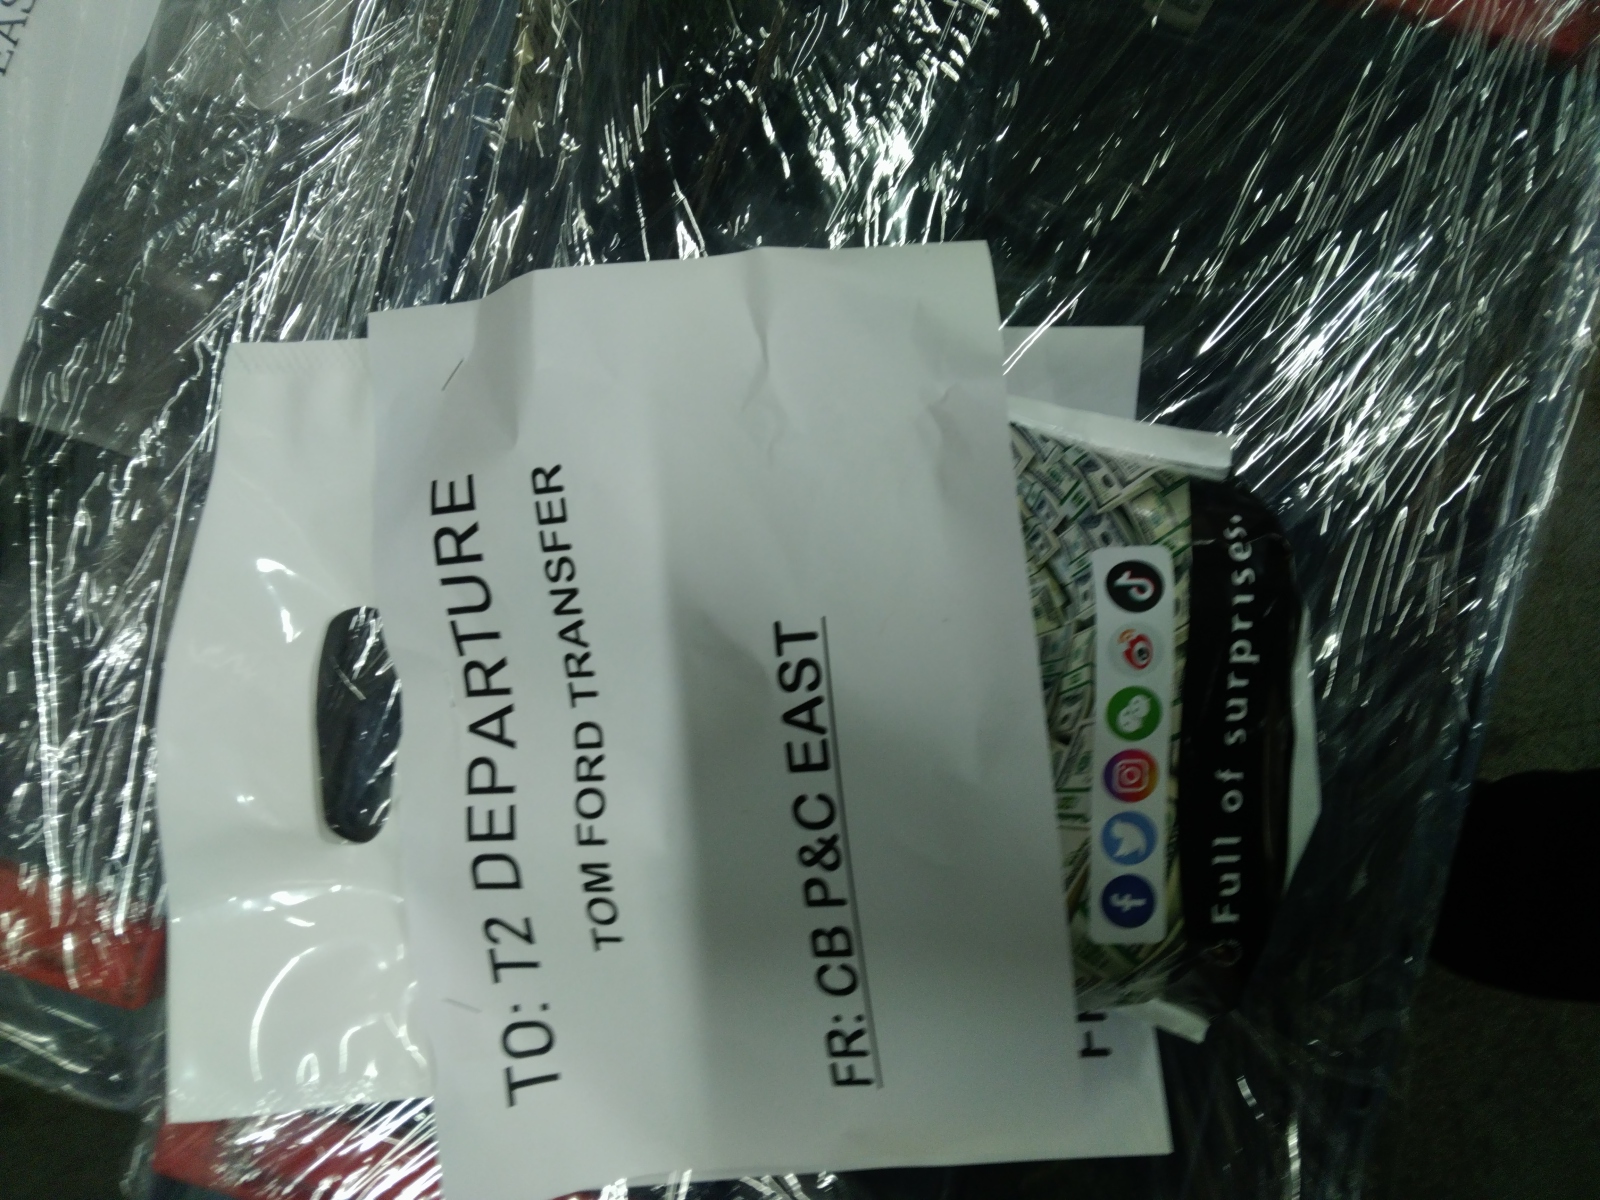 TO: T2 DEPARTURE
TOM FORD TRANSFER
FR: CB P&C EAST
Full of surprises.